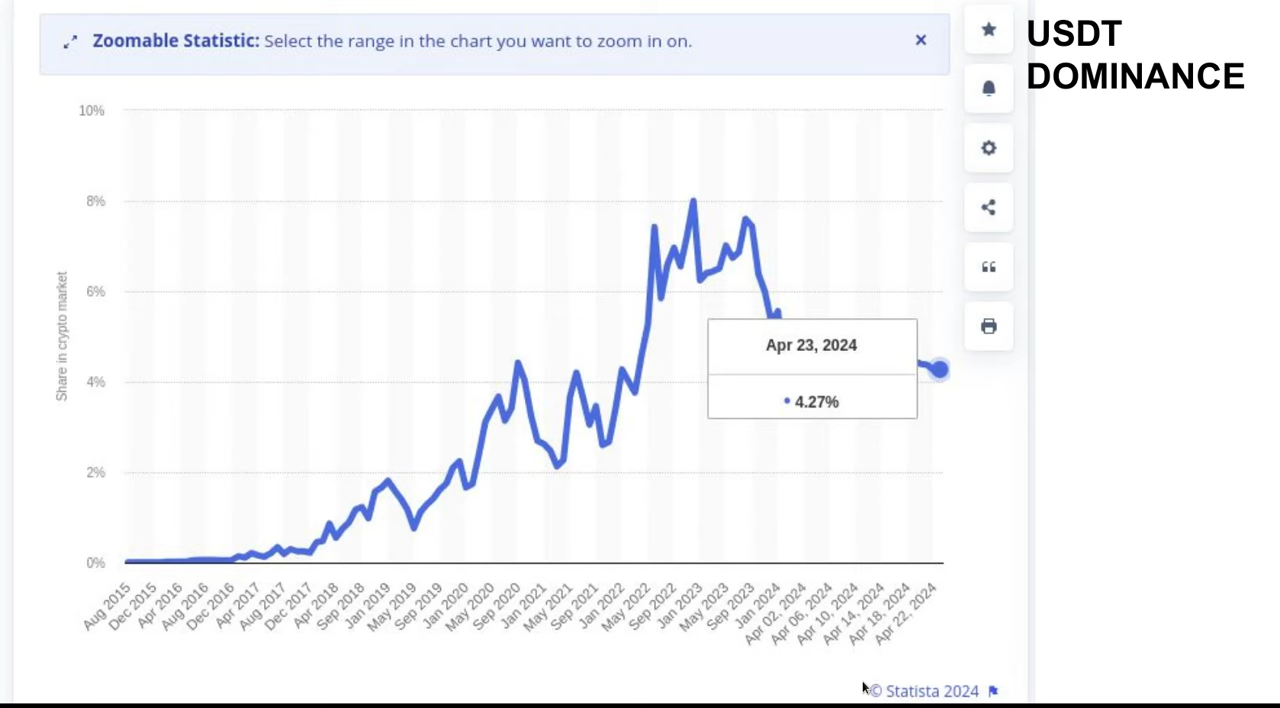 Zoomable Statistic: Select the range in the chart you want to zoom in on.
×
USDT
DOMINANCE
10%
8%
6%
4%
2%
0%
Share in crypto market
Apr 23, 2024
4.27%
Aug 2015
Dec 2015
Apr 2016
Aug 2016
Dec 2016
Apr 2017
Aug 2017
Dec 2017
Apr 2018
Sep 2018
Jan 2019
May 2019
Sep 2019
Jan 2020
May 2020
Sep 2020
Jan 2021
May 2021
Sep 2021
Jan 2022
May 2022
Sep 2022
Jan 2023
May 2023
Sep 2023
Jan 2024
Apr 02, 2024
Apr 06, 2024
Apr 10, 2024
Apr 14, 2024
Apr 18, 2024
Apr 22, 2024
© Statista 2024